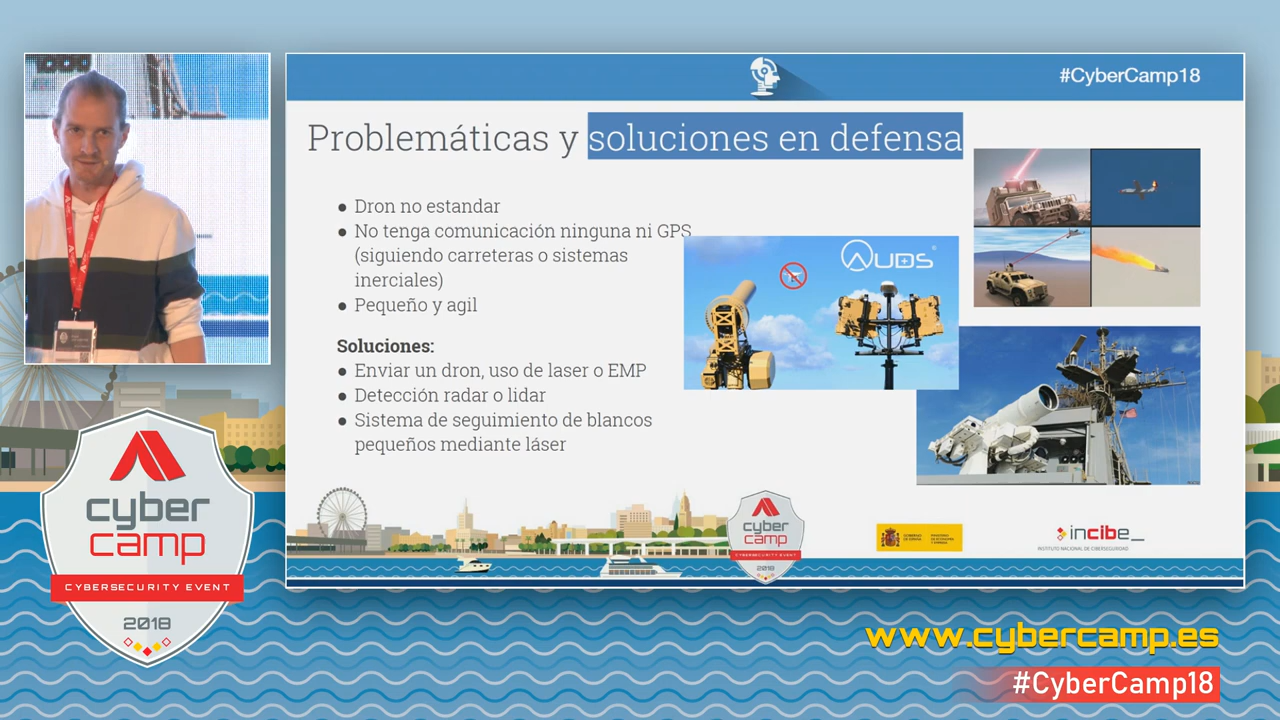 #CyberCamp18
Problemáticas y soluciones en defensa
● Dron no estandar
● No tenga comunicación ninguna ni GPS
(siguiendo carreteras o sistemas
inerciales)
● Pequeño y agil
AUDS
Soluciones:
● Enviar un dron, uso de laser o EMP
● Detección radar o lidar
● Sistema de seguimiento de blancos
pequeños mediante láser
cyber
camp
CYBERSECURITY EVENT
2018
GOBIERNO
DE ESPAÑA
incibe_
INSTITUTO NACIONAL DE CIBERSEGURIDAD
cyber
camp
CYBERSECURITY EVENT
2018
www.cybercamp.es
#CyberCamp18